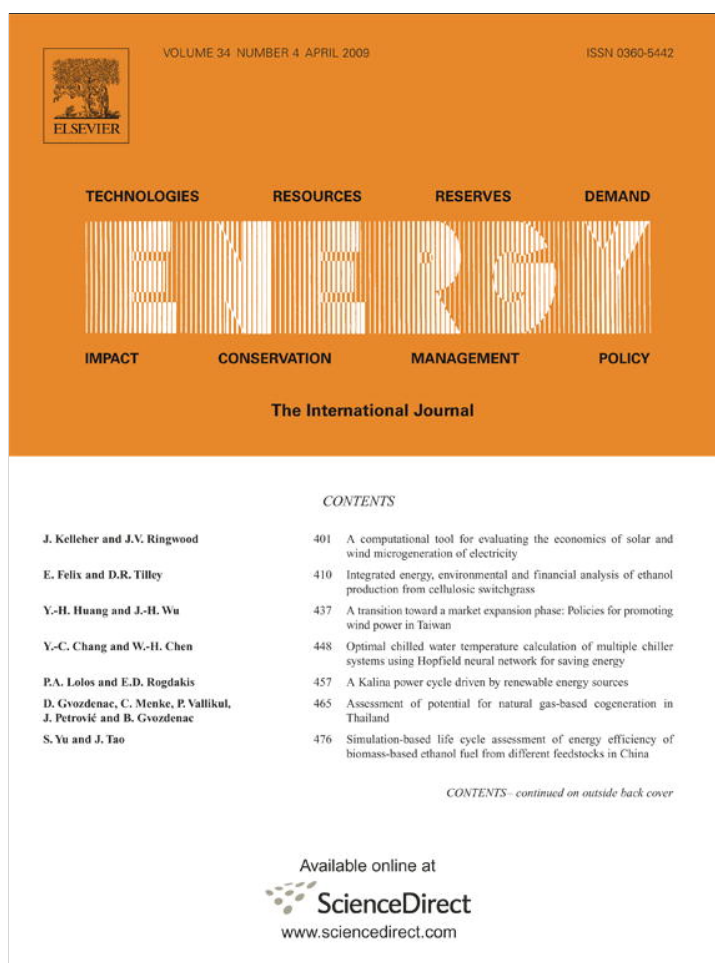 VOLUME 34 NUMBER 4 APRIL 2009
ISSN 0360-5442
ELSEVIER
TECHNOLOGIES RESOURCES RESERVES DEMAND
ENERGY
IMPACT CONSERVATION MANAGEMENT POLICY
The International Journal
CONTENTS
J. Kelleher and J.V. Ringwood 401 A computational tool for evaluating the economics of solar and
wind microgeneration of electricity
E. Felix and D.R. Tilley 410 Integrated energy, environmental and financial analysis of ethanol
production from cellulosic switchgrass
Y.-H. Huang and J.-H. Wu 437 A transition toward a market expansion phase: Policies for promoting
wind power in Taiwan
Y.-C. Chang and W.-H. Chen 448 Optimal chilled water temperature calculation of multiple chiller
systems using Hopfield neural network for saving energy
P.A. Lolos and E.D. Rogdakis 457 A Kalina power cycle driven by renewable energy sources
D. Gvozdenac, C. Menke, P. Vallikul, 465 Assessment of potential for natural gas-based cogeneration in
J. Petrović and B. Gvozdenac Thailand
S. Yu and J. Tao 476 Simulation-based life cycle assessment of energy efficiency of
biomass-based ethanol fuel from different feedstocks in China
CONTENTS– continued on outside back cover
Available online at
ScienceDirect
www.sciencedirect.com